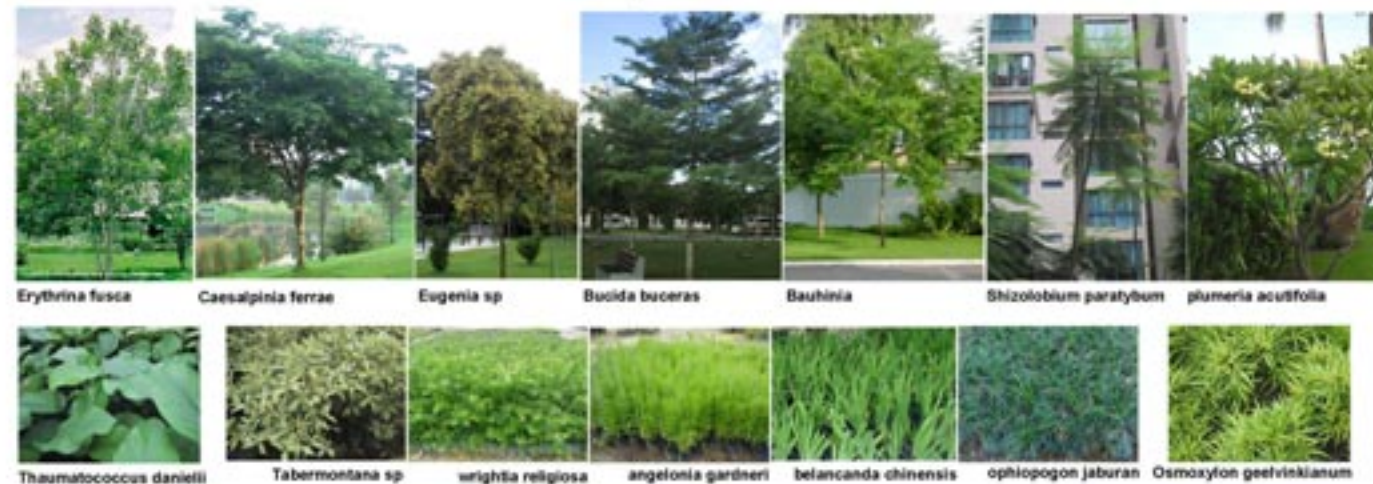 Erythrina fusca
Caesalpinia ferrae
Eugenia sp
Bucida buceras
Bauhinia
Shizolobium paratybum
plumeria acutifolia
Thaumatococcus danielii
Tabermontana sp
wrightia religiosa
angelonia gardneri
belancanda chinensis
ophiopogon jaburan
Osmoxylon geelvinkianum